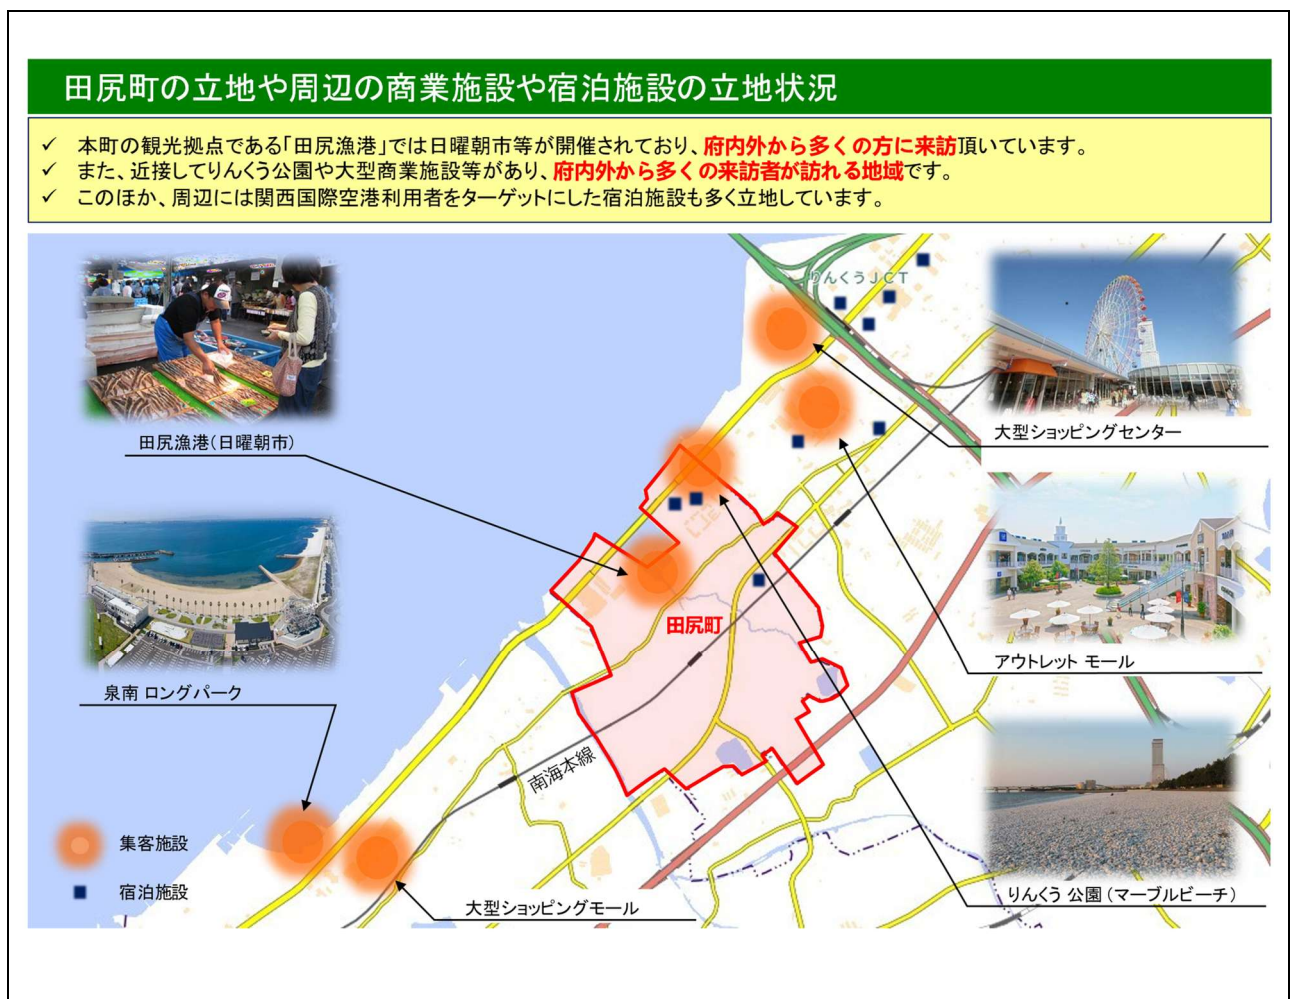 田尻町の立地や周辺の商業施設や宿泊施設の立地状況
✓ 本町の観光拠点である「田尻漁港」では日曜朝市等が開催されており、府内外から多くの方に来訪頂いています。
✓ また、近接してりんくう公園や大型商業施設等があり、府内外から多くの来訪者が訪れる地域です。
✓ このほか、周辺には関西国際空港利用者をターゲットにした宿泊施設も多く立地しています。
りんくうJCT
田尻漁港(日曜朝市)
大型ショッピングセンター
田尻町
アウトレット モール
泉南 ロングパーク
南海本線
集客施設
宿泊施設
りんくう 公園(マーブルビーチ)
大型ショッピングモール